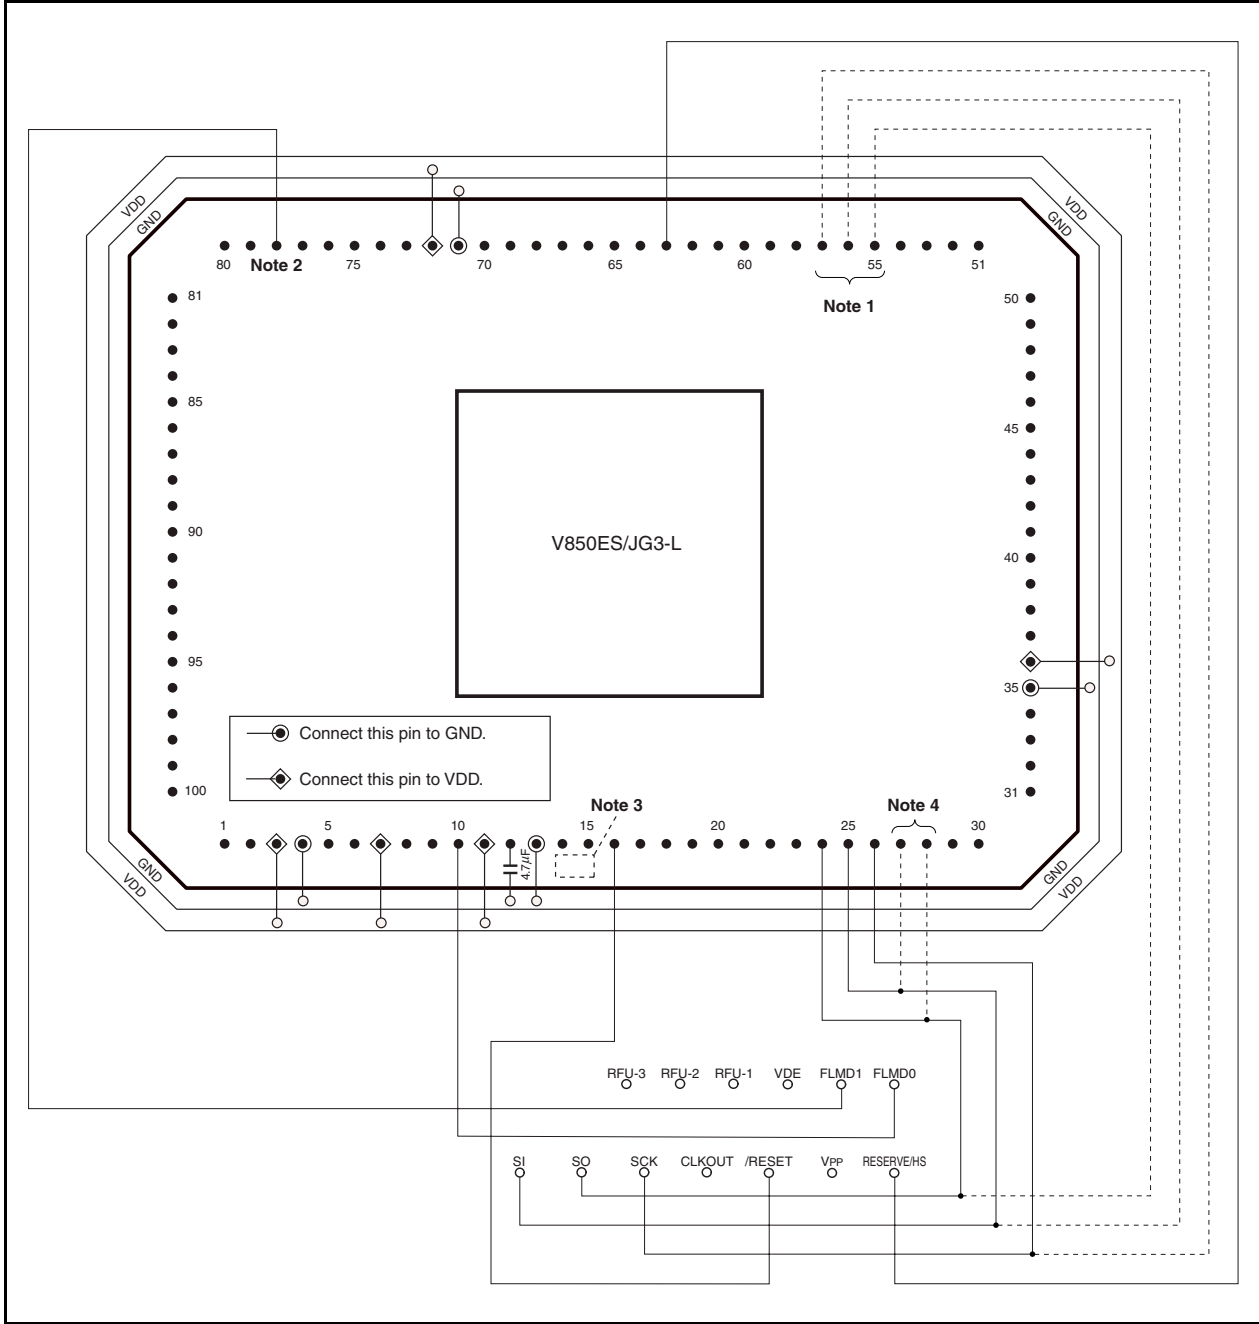 VDD
GND
VDD
GND
80 Note 2 75 70 65 60 55 51
Note 1
81
50
85
45
90
V850ES/JG3-L
40
95
35
Connect this pin to GND.
Connect this pin to VDD.
100
31
Note 3
Note 4
1 5 10 15 20 25 30
4.7μF
GND
VDD
GND
VDD
RFU-3 RFU-2 RFU-1 VDE FLMD1 FLMD0
SI SO SCK CLKOUT /RESET VPP RESERVE/HS